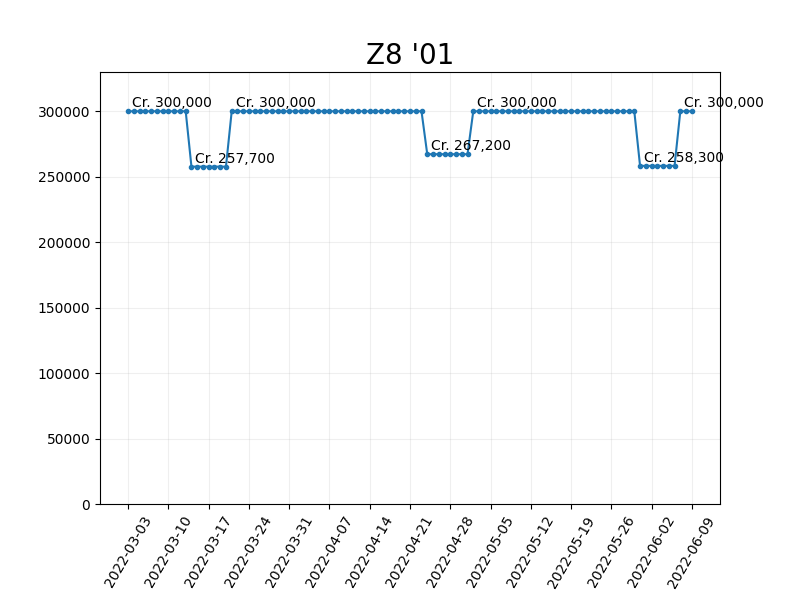 Z8 '01
300000
250000
200000
150000
100000
50000
0
Cr. 300,000
Cr. 257,700
Cr. 300,000
Cr. 267,200
Cr. 300,000
Cr. 258,300
Cr. 300,000
2022-03-03
2022-03-10
2022-03-17
2022-03-24
2022-03-31
2022-04-07
2022-04-14
2022-04-21
2022-04-28
2022-05-05
2022-05-12
2022-05-19
2022-05-26
2022-06-02
2022-06-09